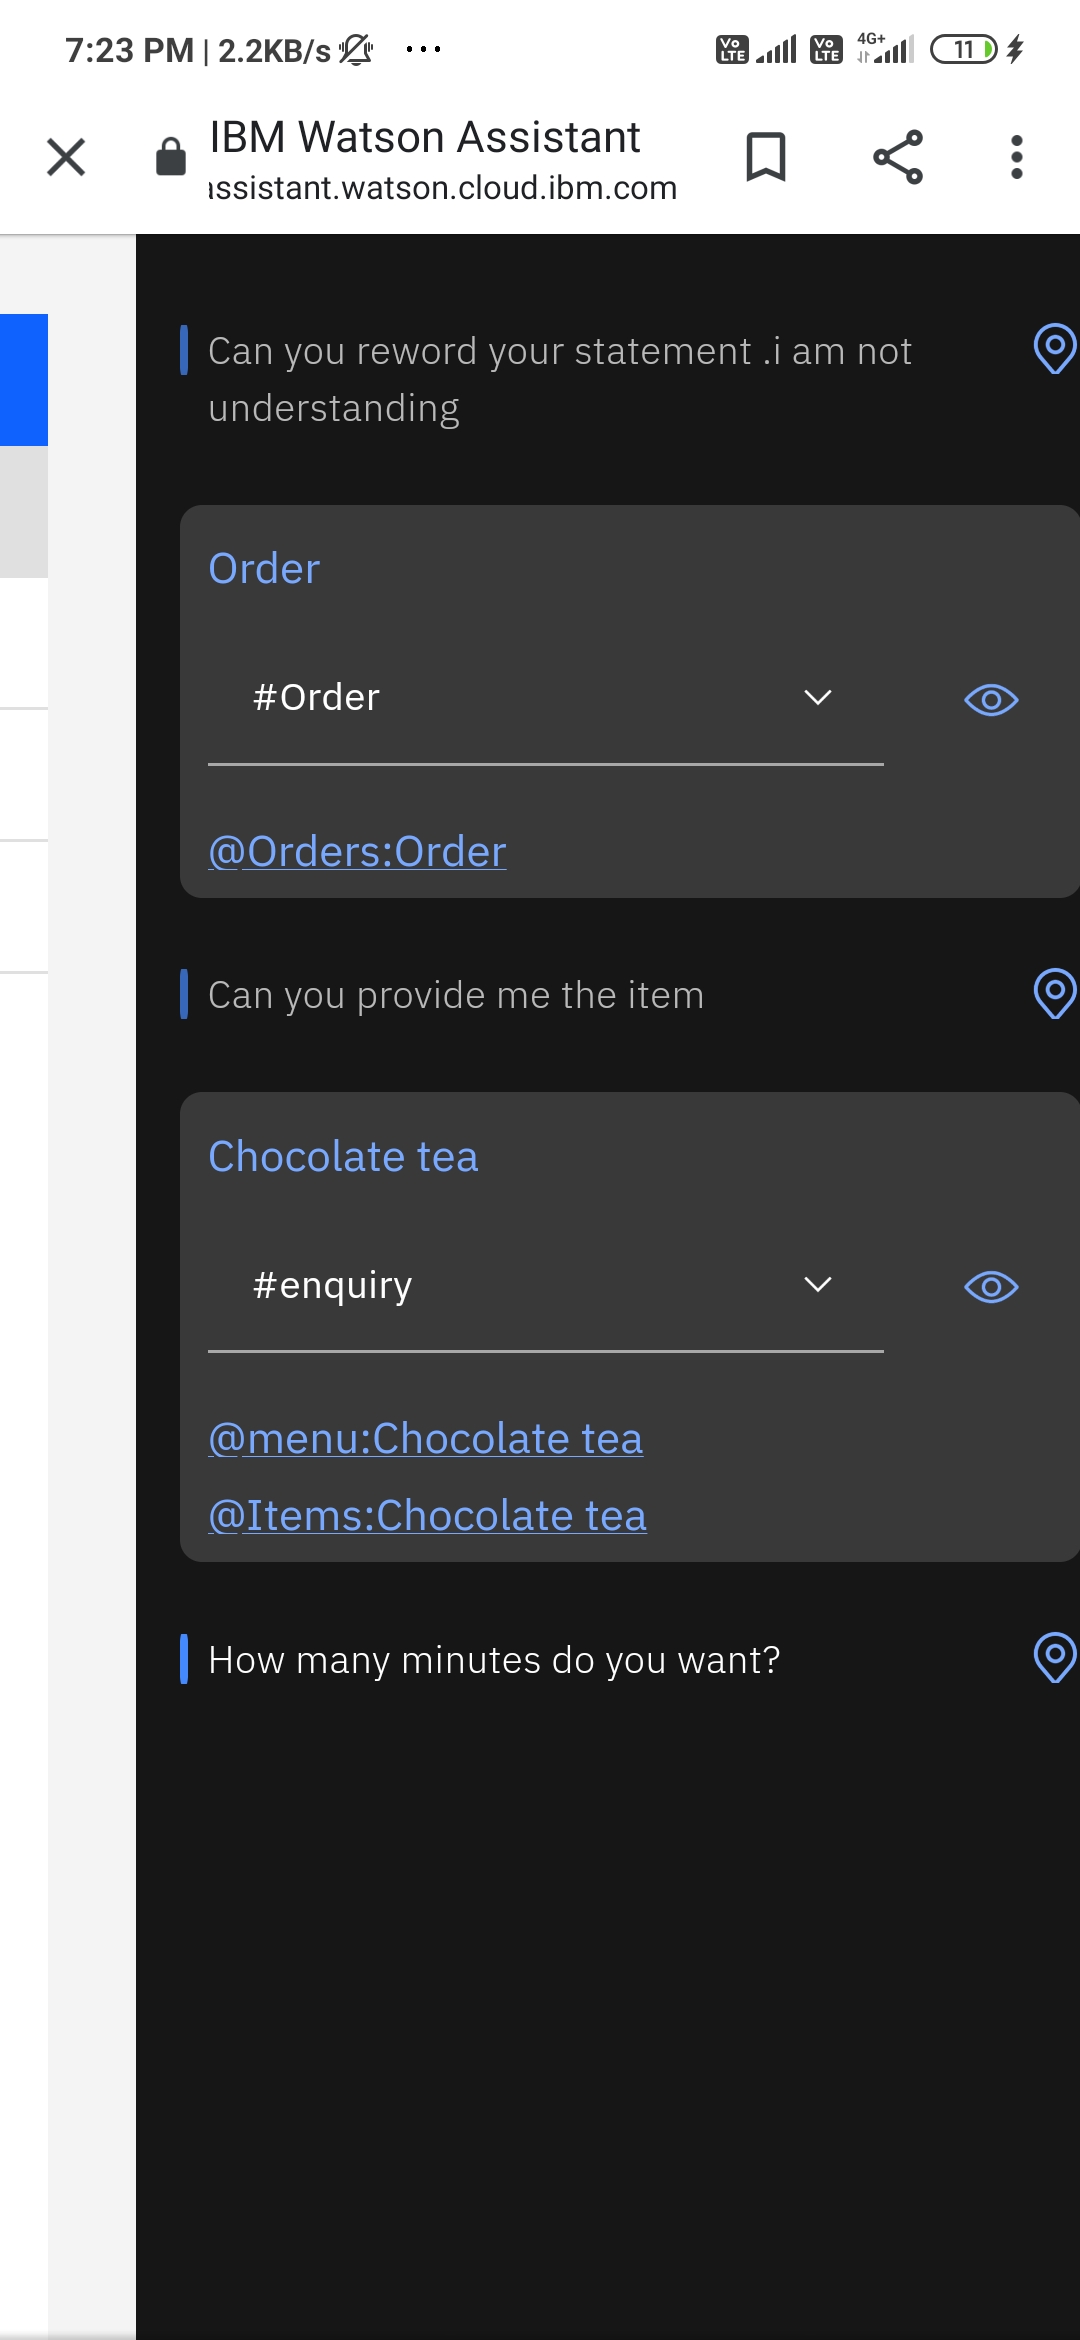 7:23 PM | 2.2KB/s ...
Vo LTE Vo LTE 4G+ 11
IBM Watson Assistant
assistant.watson.cloud.ibm.com
Can you reword your statement .i am not
understanding
Order
#Order
@Orders:Order
Can you provide me the item
Chocolate tea
#enquiry
@menu:Chocolate tea
@Items:Chocolate tea
How many minutes do you want?